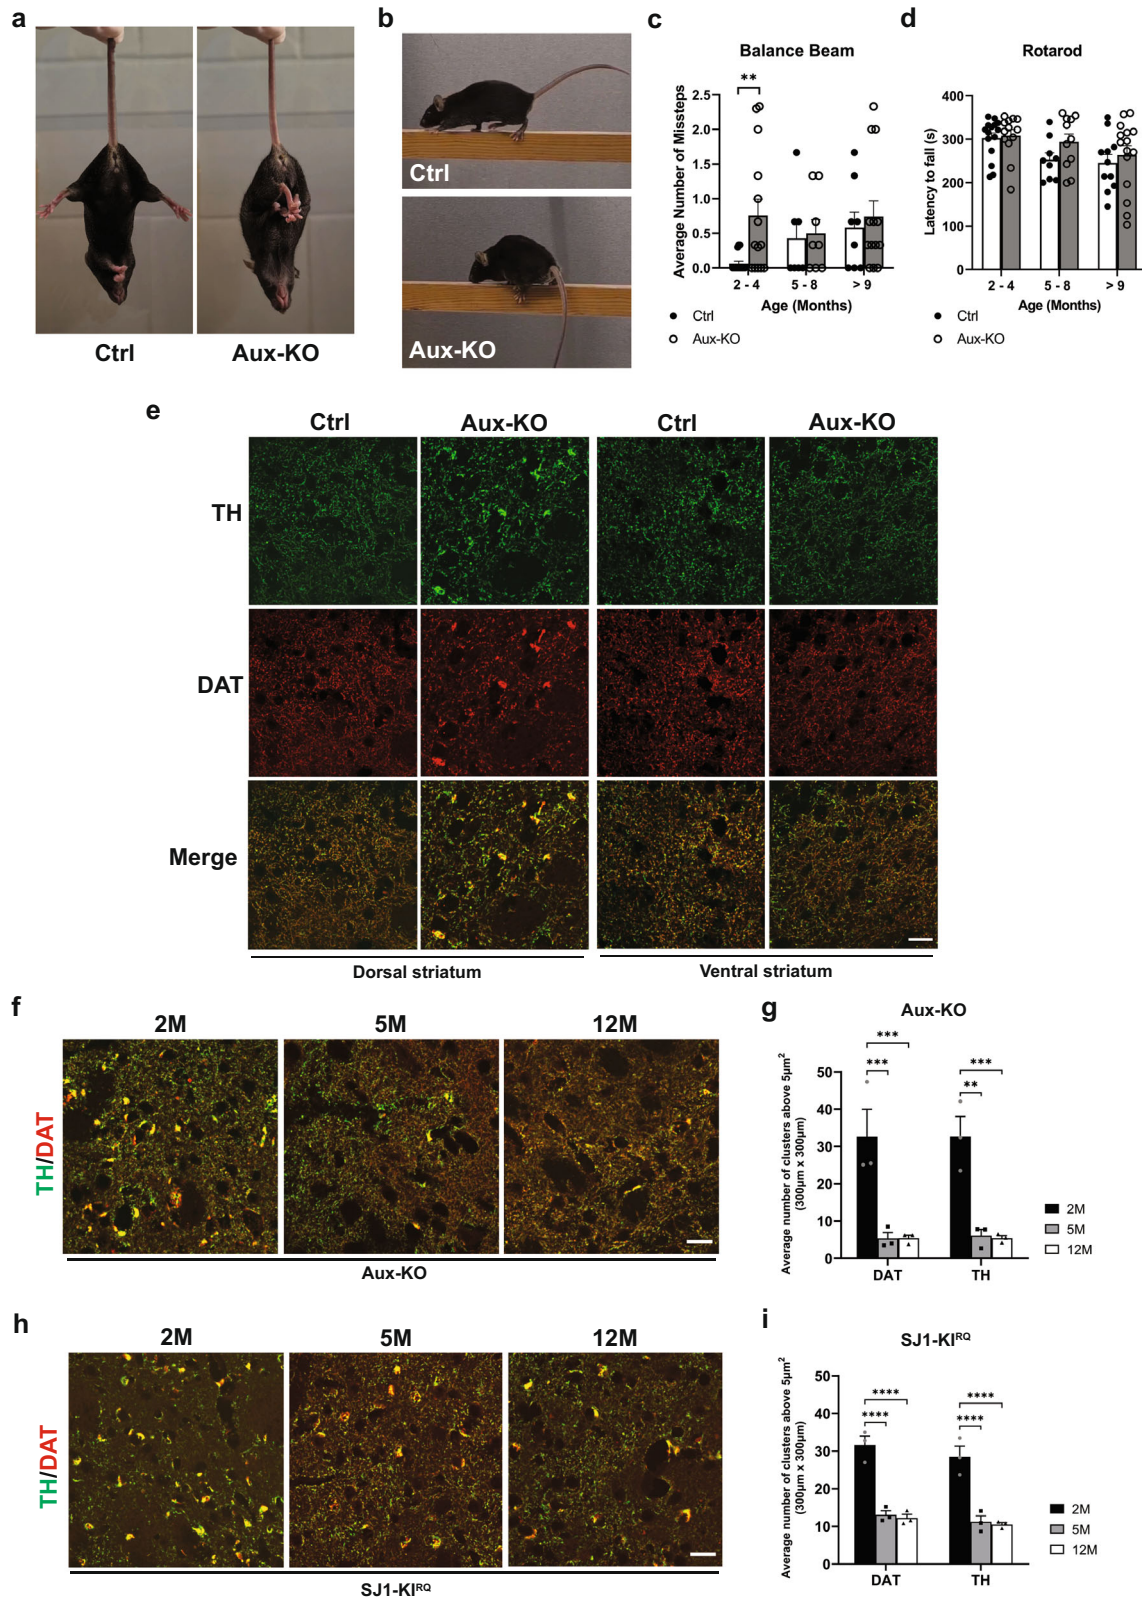 a
Ctrl
Aux-KO
b
Ctrl
Aux-KO
c
Balance Beam
**
Average Number of Missteps
2.5
2.0
1.5
1.0
0.5
0.0
2 - 4
5 - 8
> 9
Age (Months)
Ctrl
Aux-KO
d
Rotarod
Latency to fall (s)
400
300
200
100
0
2 - 4
5 - 8
> 9
Age (Months)
Ctrl
Aux-KO
e
Ctrl
Aux-KO
Ctrl
Aux-KO
TH
DAT
Merge
Dorsal striatum
Ventral striatum
f
2M
5M
12M
TH/DAT
Aux-KO
g
Aux-KO
***
***
***
**
Average number of clusters above 5µm²
(300µm x 300µm)
50
40
30
20
10
0
DAT
TH
2M
5M
12M
h
2M
5M
12M
TH/DAT
SJ1-KIᴿQ
i
SJ1-KIᴿQ
****
****
****
****
Average number of clusters above 5µm²
(300µm x 300µm)
50
40
30
20
10
0
DAT
TH
2M
5M
12M